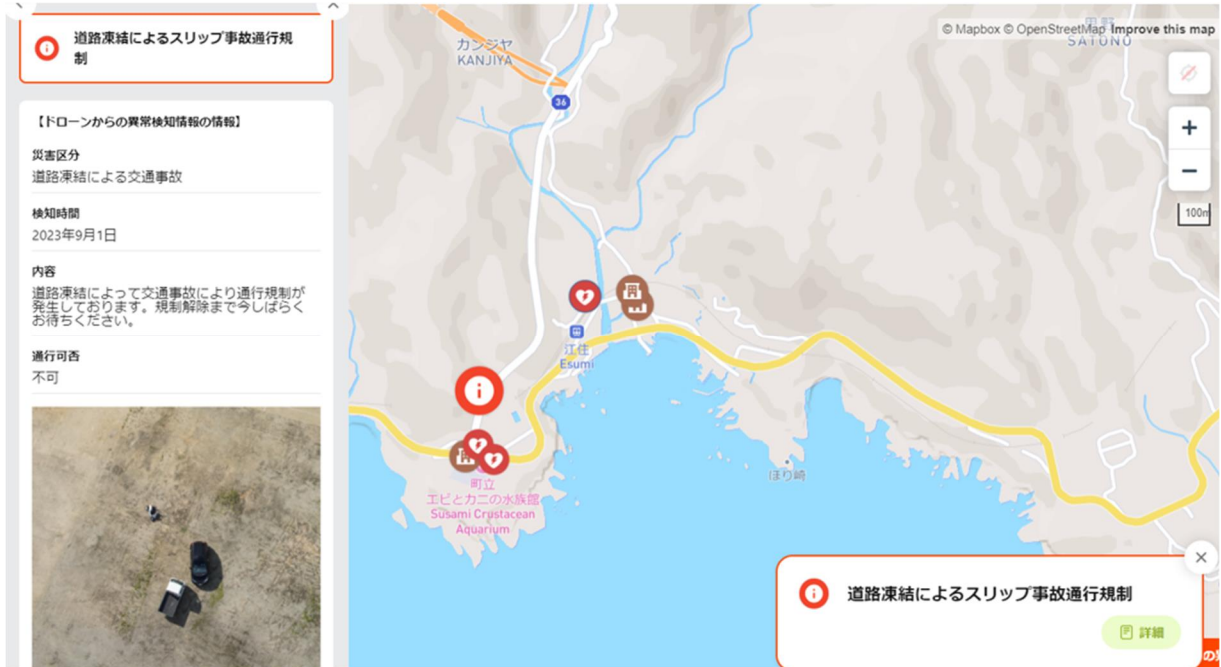 道路凍結によるスリップ事故通行規
制
【ドローンからの異常検知情報の情報】
災害区分
道路凍結による交通事故
検知時間
2023年9月1日
内容
道路凍結によって交通事故により通行規制が
発生しております。規制解除まで今しばらく
お待ちください。
通行可否
不可
© Mapbox © OpenStreetMap Improve this map
カンジヤ
KANJIYA
SATONO
36
100m
江住
Esumi
町立
エビとカニの水族館
Susami Crustacean
Aquarium
ほり崎
道路凍結によるスリップ事故通行規制
詳細